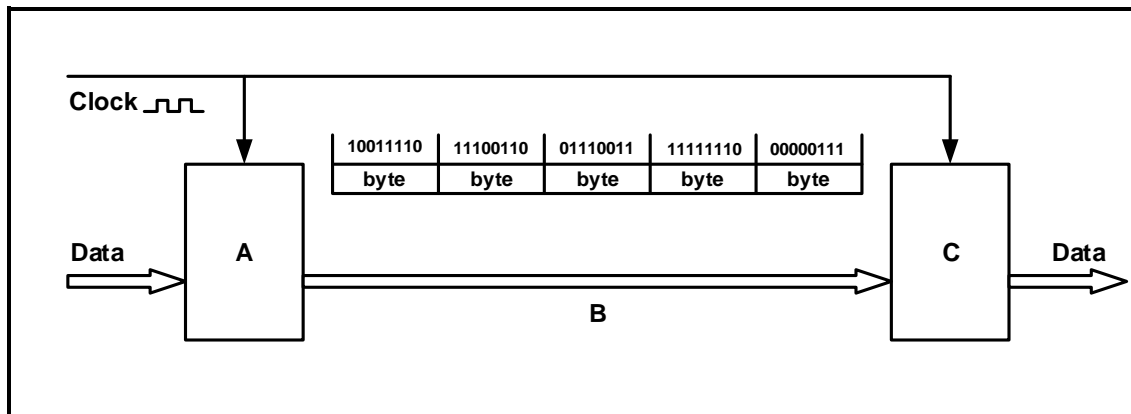 Clock
10011110 11100110 01110011 11111110 00000111
byte byte byte byte byte
Data A C Data
B